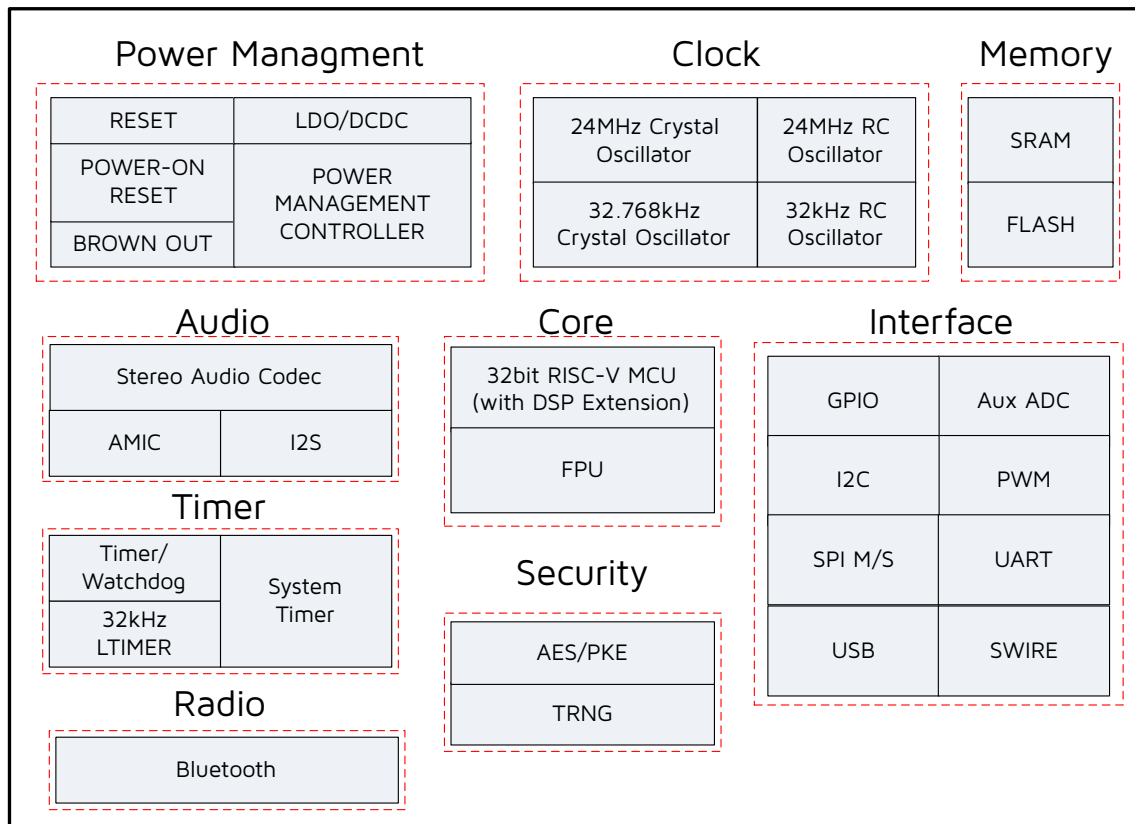 Power Managment
RESET
LDO/DCDC
POWER-ON
RESET
POWER
MANAGEMENT
CONTROLLER
BROWN OUT
Clock
24MHz Crystal
Oscillator
24MHz RC
Oscillator
32.768kHz
Crystal Oscillator
32kHz RC
Oscillator
Memory
SRAM
FLASH
Audio
Stereo Audio Codec
AMIC
I2S
Core
32bit RISC-V MCU
(with DSP Extension)
FPU
Interface
GPIO
Aux ADC
I2C
PWM
SPI M/S
UART
USB
SWIRE
Timer
Timer/
Watchdog
System
Timer
32kHz
LTIMER
Security
AES/PKE
TRNG
Radio
Bluetooth